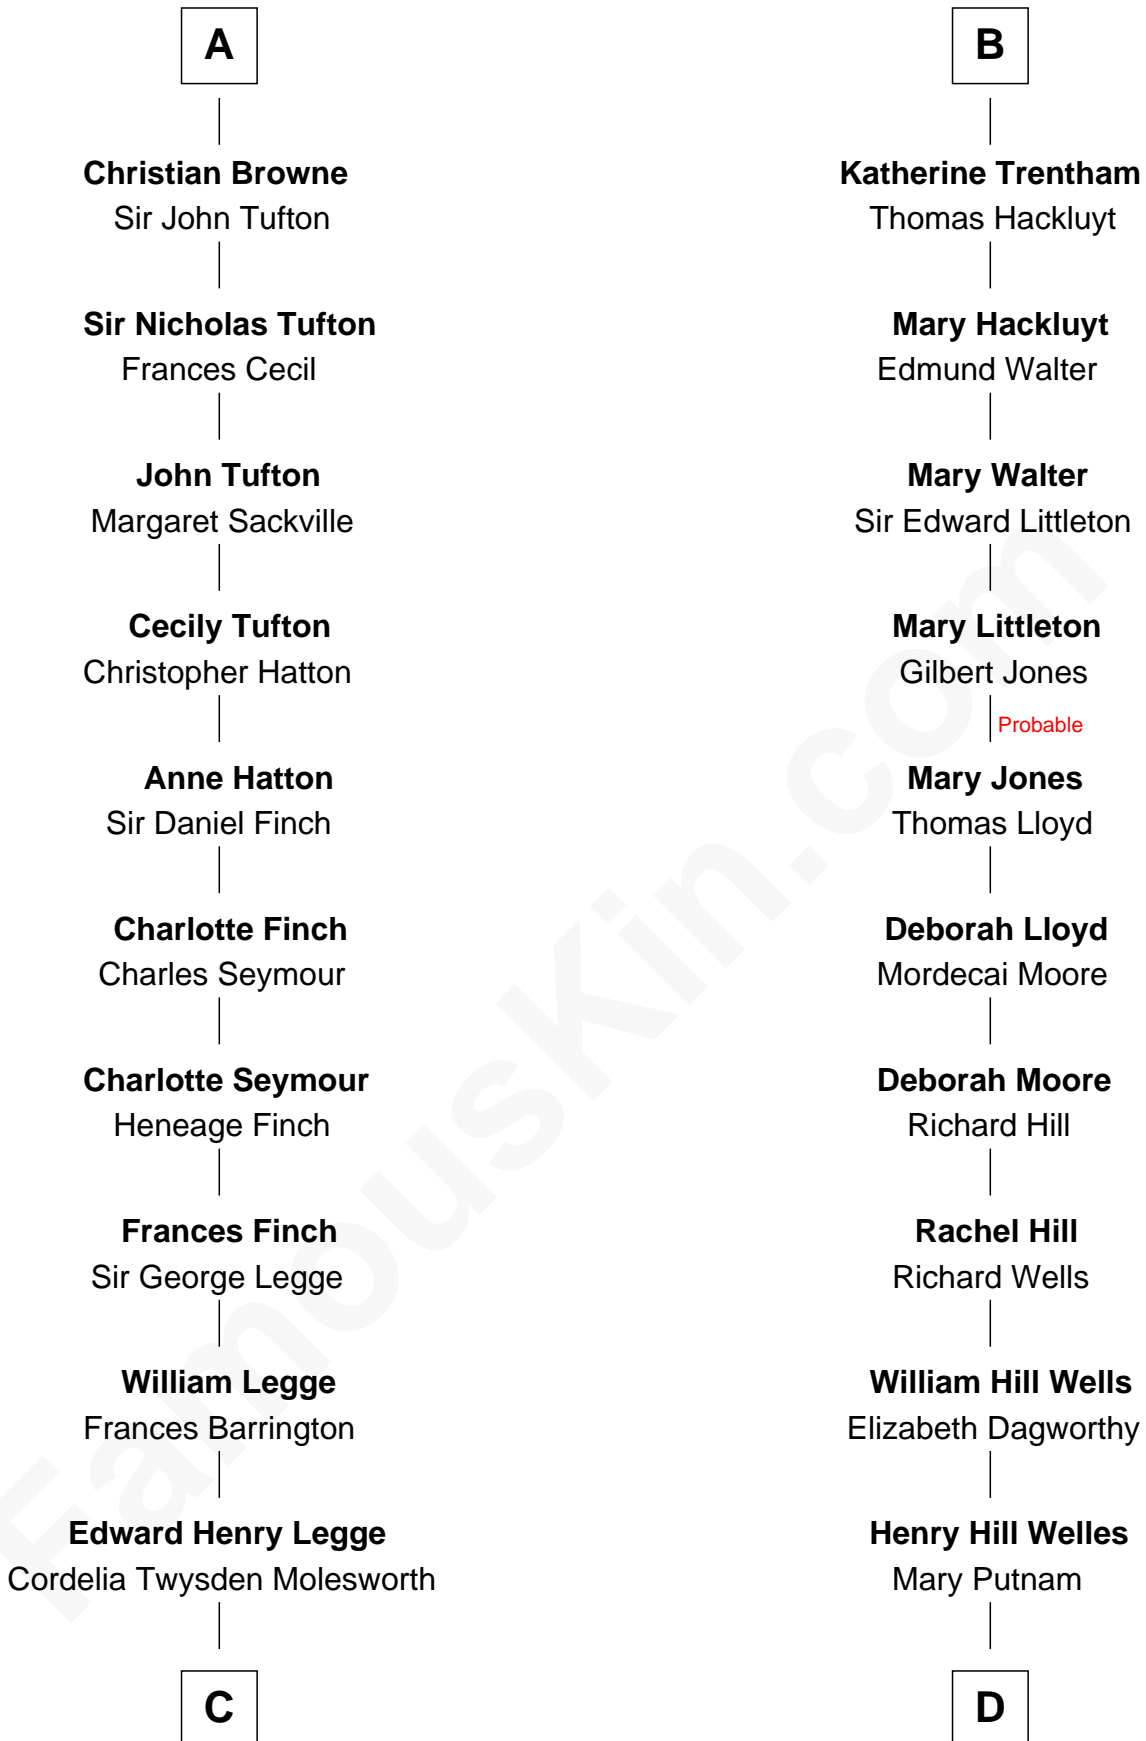 A
Christian Browne
Sir John Tufton
Sir Nicholas Tufton
Frances Cecil
John Tufton
Margaret Sackville
Cecily Tufton
Christopher Hatton
Anne Hatton
Sir Daniel Finch
Charlotte Finch
Charles Seymour
Charlotte Seymour
Heneage Finch
Frances Finch
Sir George Legge
William Legge
Frances Barrington
Edward Henry Legge
Cordelia Twysden Molesworth
C
B
Katherine Trentham
Thomas Hackluyt
Mary Hackluyt
Edmund Walter
Mary Walter
Sir Edward Littleton
Mary Littleton
Gilbert Jones
Probable
Mary Jones
Thomas Lloyd
Deborah Lloyd
Mordecai Moore
Deborah Moore
Richard Hill
Rachel Hill
Richard Wells
William Hill Wells
Elizabeth Dagworthy
Henry Hill Welles
Mary Putnam
D
FamousKin.com